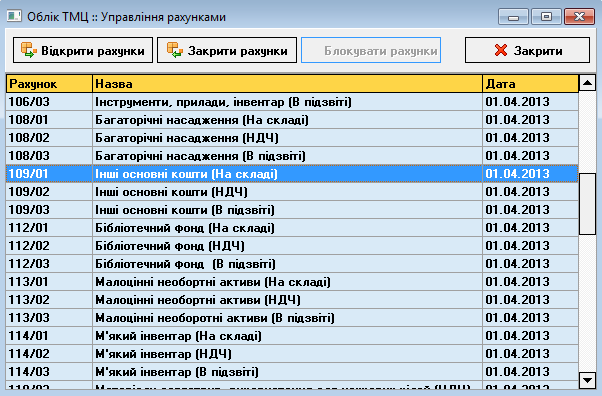 Облік ТМЦ :: Управління рахунками
Відкрити рахунки Закрити рахунки Блокувати рахунки Закрити
Рахунок Назва Дата
106/03 Інструменти, прилади, інвентар (В підзвіті) 01.04.2013
108/01 Багаторічні насадження (На складі) 01.04.2013
108/02 Багаторічні насадження (НДЧ) 01.04.2013
108/03 Багаторічні насадження (В підзвіті) 01.04.2013
109/01 Інші основні кошти (На складі) 01.04.2013
109/02 Інші основні кошти (НДЧ) 01.04.2013
109/03 Інші основні кошти (В підзвіті) 01.04.2013
112/01 Бібліотечний фонд (На складі) 01.04.2013
112/02 Бібліотечний фонд (НДЧ) 01.04.2013
112/03 Бібліотечний фонд (В підзвіті) 01.04.2013
113/01 Малоцінні необортні активи (На складі) 01.04.2013
113/02 Малоцінні необортні активи (НДЧ) 01.04.2013
113/03 Малоцінні необоротні активи (В підзвіті) 01.04.2013
114/01 М'який інвентар (На складі) 01.04.2013
114/02 М'який інвентар (НДЧ) 01.04.2013
114/03 М'який інвентар (В підзвіті) 01.04.2013